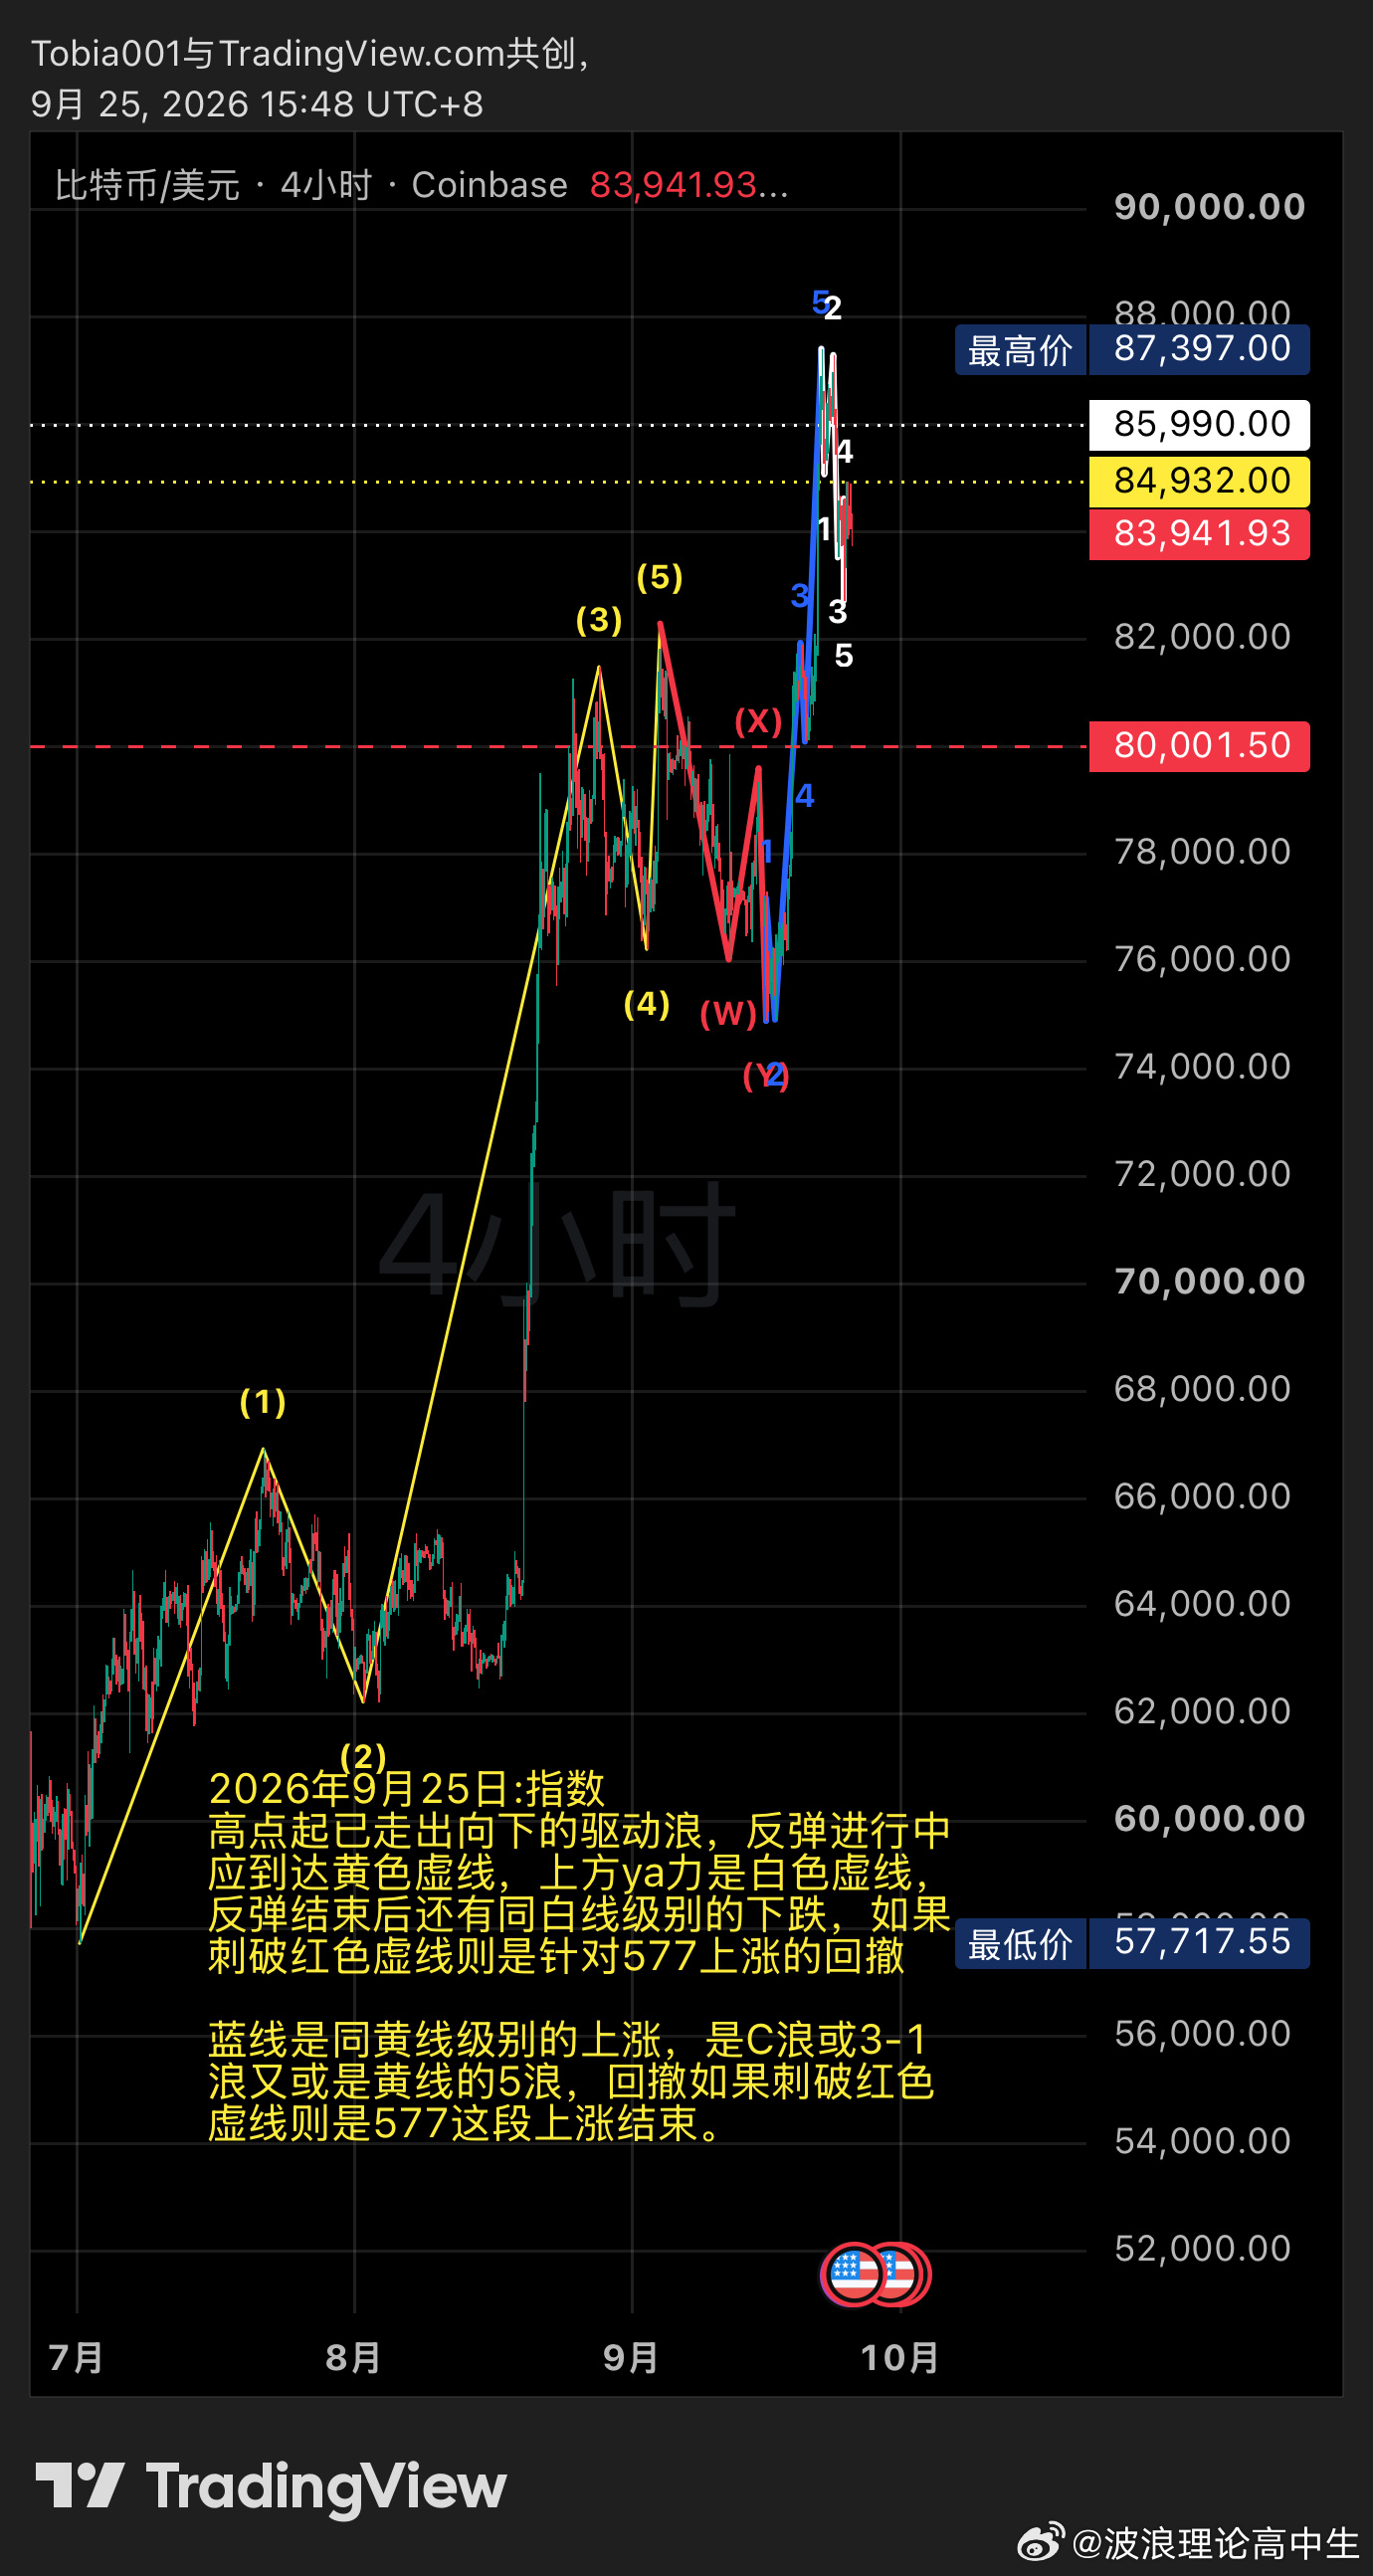 Tobia001与TradingView.com共创,
9月 25, 2026 15:48 UTC+8
比特币/美元 · 4小时 · Coinbase 83,941.93...
90,000.00
88,000.00
最高价 87,397.00
85,990.00
84,932.00
83,941.93
82,000.00
80,001.50
78,000.00
76,000.00
74,000.00
72,000.00
70,000.00
68,000.00
66,000.00
64,000.00
62,000.00
60,000.00
最低价 57,717.55
56,000.00
54,000.00
52,000.00
5
2
4
1
3
5
3
4
1
2
(5)
(3)
(X)
(4)
(W)
(Y)
4小时
(1)
(2)
2026年9月25日:指数
高点起已走出向下的驱动浪，反弹进行中
应到达黄色虚线，上方ya力是白色虚线，
反弹结束后还有同白线级别的下跌，如果
刺破红色虚线则是针对577上涨的回撤
蓝线是同黄线级别的上涨，是C浪或3-1
浪又或是黄线的5浪，回撤如果刺破红色
虚线则是577这段上涨结束。
7月 8月 9月 10月
TradingView
@波浪理论高中生